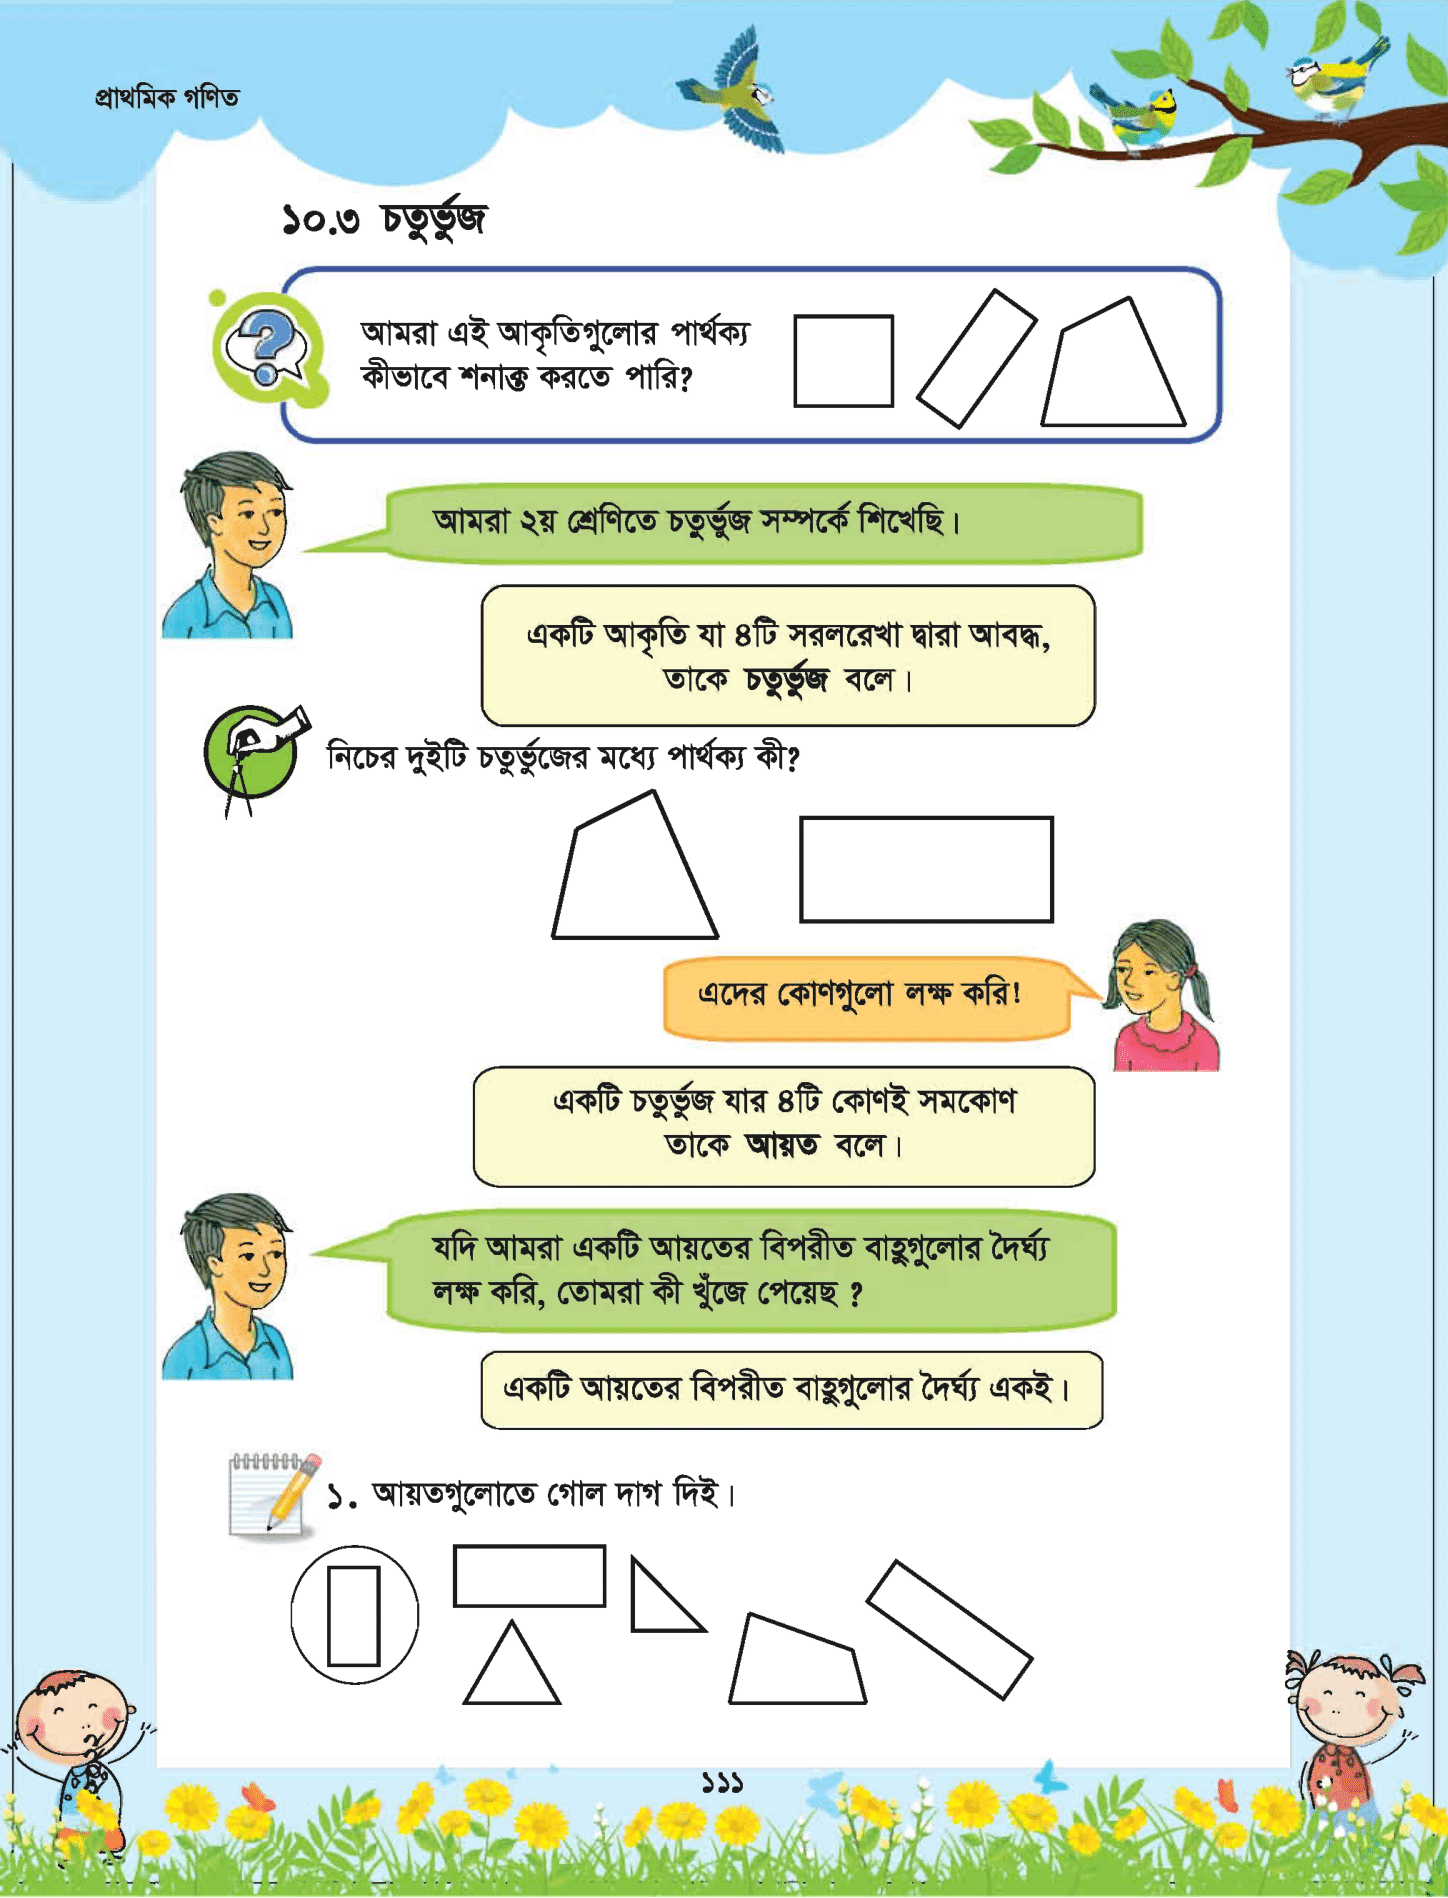 প্রাথমিক গণিত
১০.৩ চতুর্ভুজ
আমরা এই আকৃতিগুলোর পার্থক্য
কীভাবে শনাক্ত করতে পারি?
আমরা ২য় শ্রেণিতে চতুর্ভুজ সম্পর্কে শিখেছি।
একটি আকৃতি যা ৪টি সরলরেখা দ্বারা আবদ্ধ,
তাকে চতুর্ভুজ বলে।
নিচের দুইটি চতুর্ভুজের মধ্যে পার্থক্য কী?
এদের কোণগুলো লক্ষ করি!
একটি চতুর্ভুজ যার ৪টি কোণই সমকোণ
তাকে আয়ত বলে।
যদি আমরা একটি আয়তের বিপরীত বাহুগুলোর দৈর্ঘ্য
লক্ষ করি, তোমরা কী খুঁজে পেয়েছ ?
একটি আয়তের বিপরীত বাহুগুলোর দৈর্ঘ্য একই।
১. আয়তগুলোতে গোল দাগ দিই।
১১১